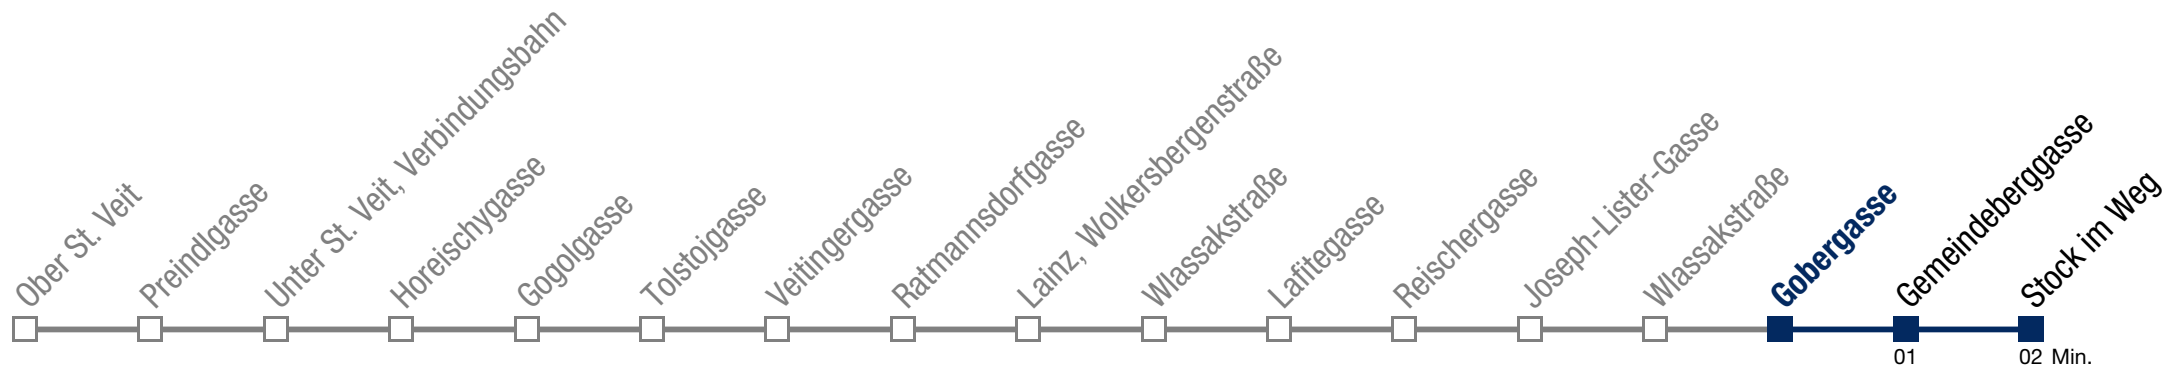 Ober St. Veit
Preindlgasse
Unter St. Veit, Verbindungsbahn
Horeischygasse
Gogolgasse
Tolstojgasse
Veitingergasse
Ratmannsdorfgasse
Lainz, Wolkersbergenstraße
Wlassakstraße
Lafitegasse
Reischergasse
Joseph-Lister-Gasse
Wlassakstraße
Gobergasse
Gemeindeberggasse
Stock im Weg
01
02 Min.